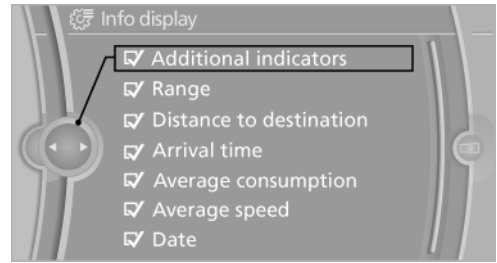 Info display
Additional indicators
Range
Distance to destination
Arrival time
Average consumption
Average speed
Date